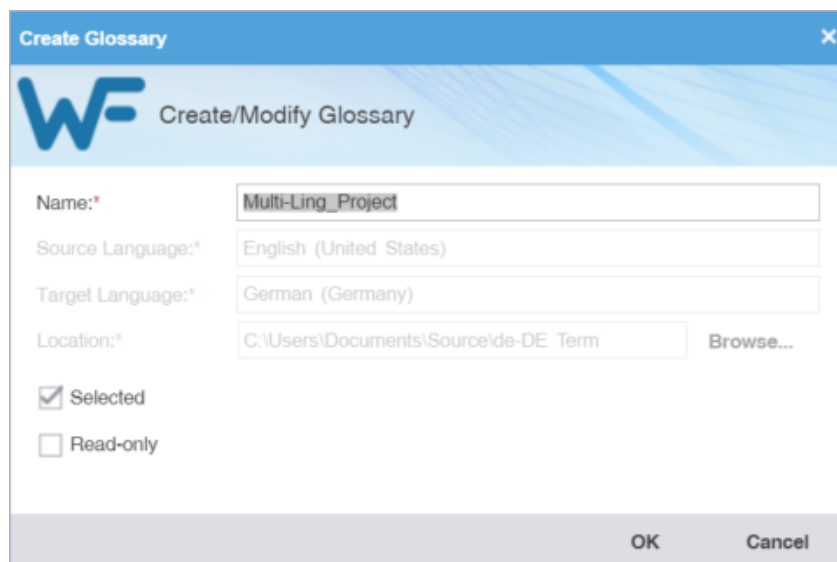 Create Glossary
WF Create/Modify Glossary
Name:* Multi-Ling_Project
Source Language:* English (United States)
Target Language:* German (Germany)
Location:* C:\Users\Documents\Source\de-DE Term Browse...
Selected
Read-only
OK Cancel